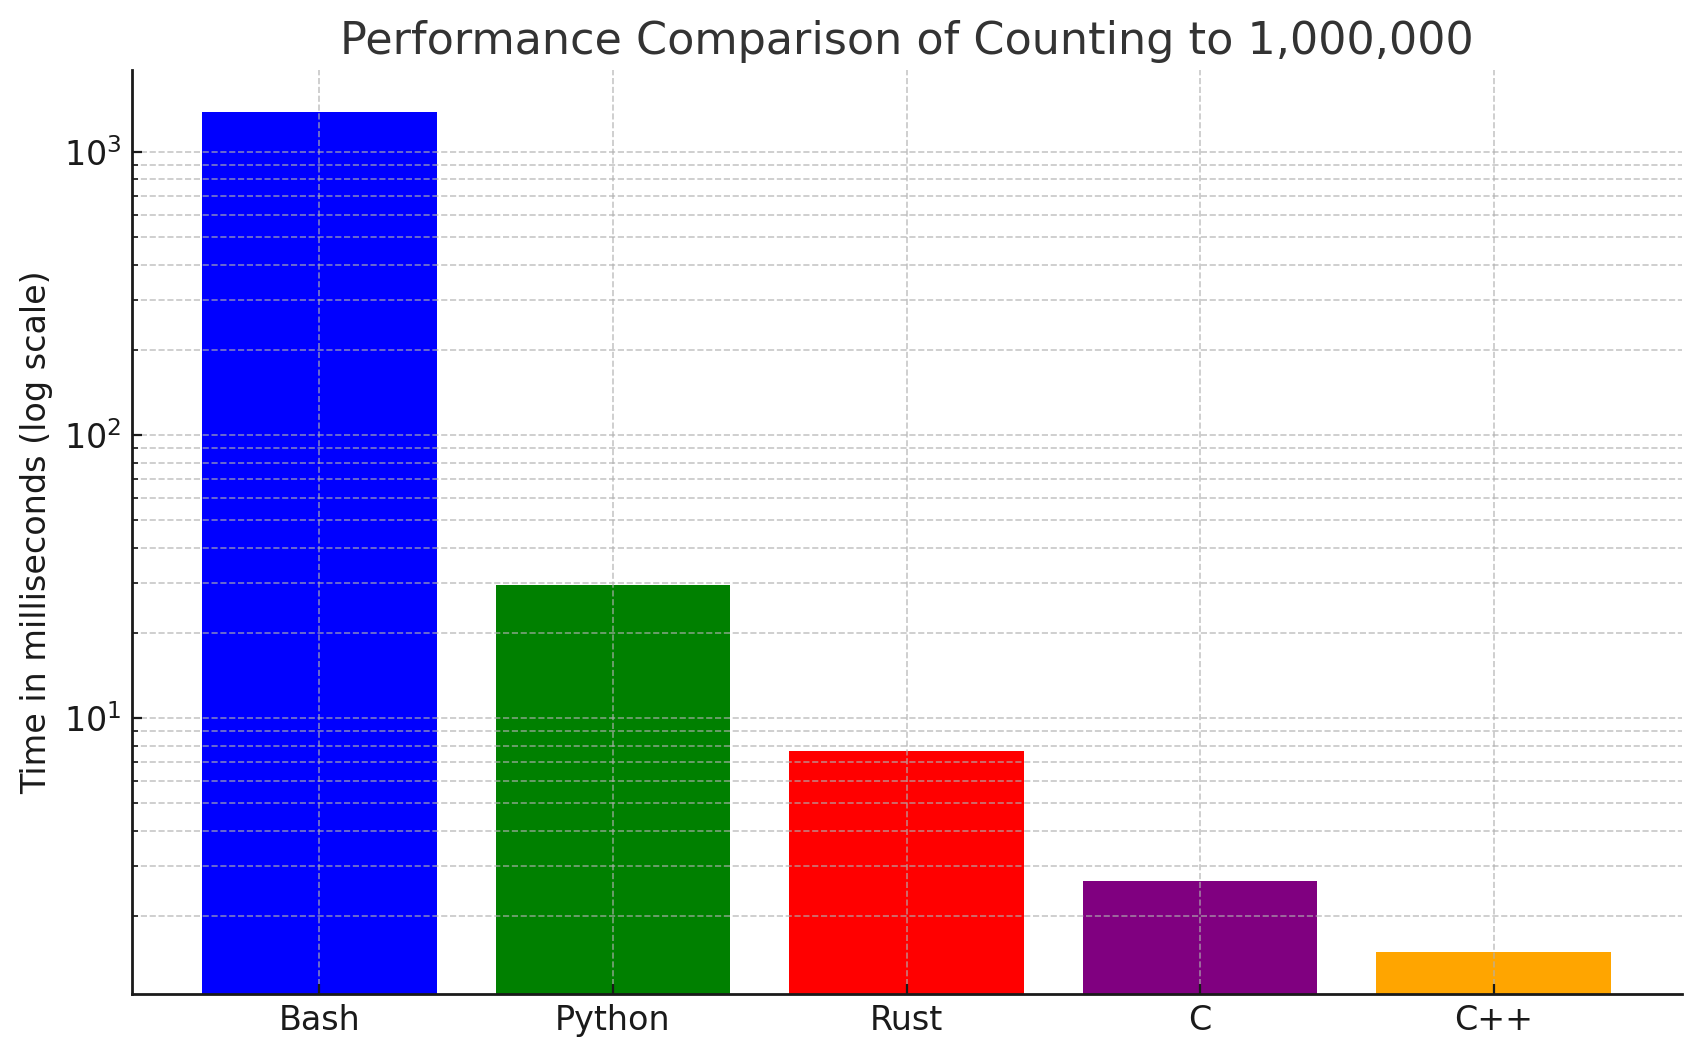 Performance Comparison of Counting to 1,000,000
Time in milliseconds (log scale)
10³
10²
10¹
Bash
Python
Rust
C
C++